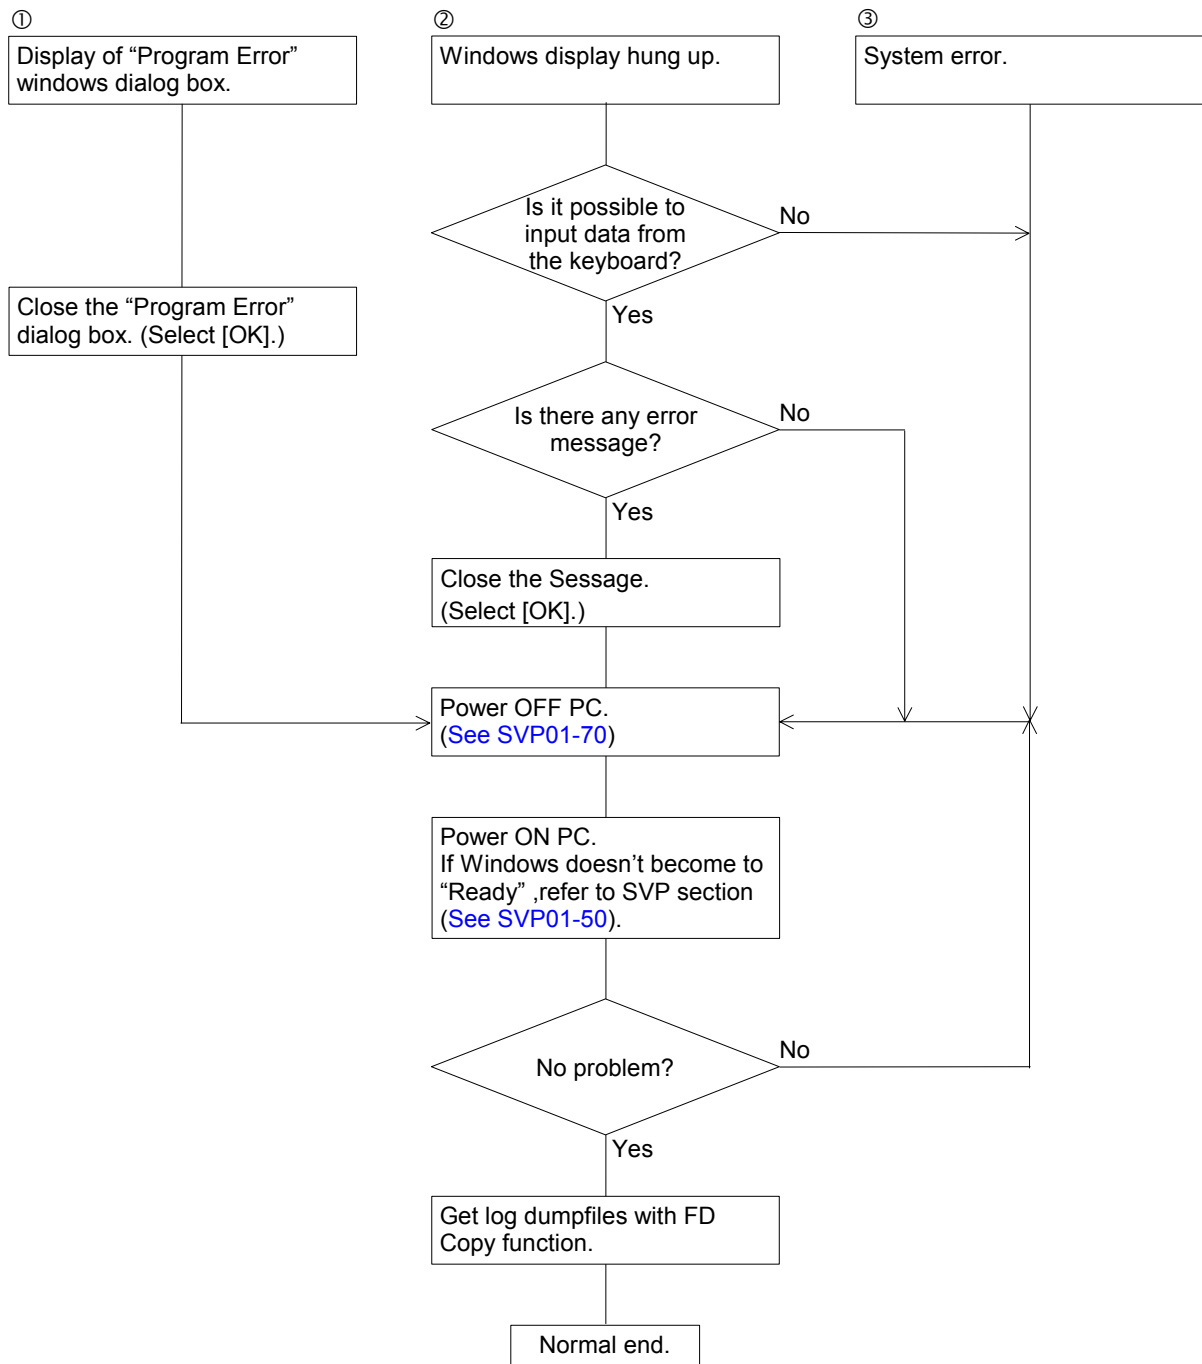 ①
Display of “Program Error”
windows dialog box.
②
Windows display hung up.
③
System error.
Is it possible to
input data from
the keyboard?
No
Yes
Close the “Program Error”
dialog box. (Select [OK].)
Is there any error
message?
No
Yes
Close the Sessage.
(Select [OK].)
Power OFF PC.
(See SVP01-70)
Power ON PC.
If Windows doesn’t become to
“Ready” ,refer to SVP section
(See SVP01-50).
No problem?
No
Yes
Get log dumpfiles with FD
Copy function.
Normal end.